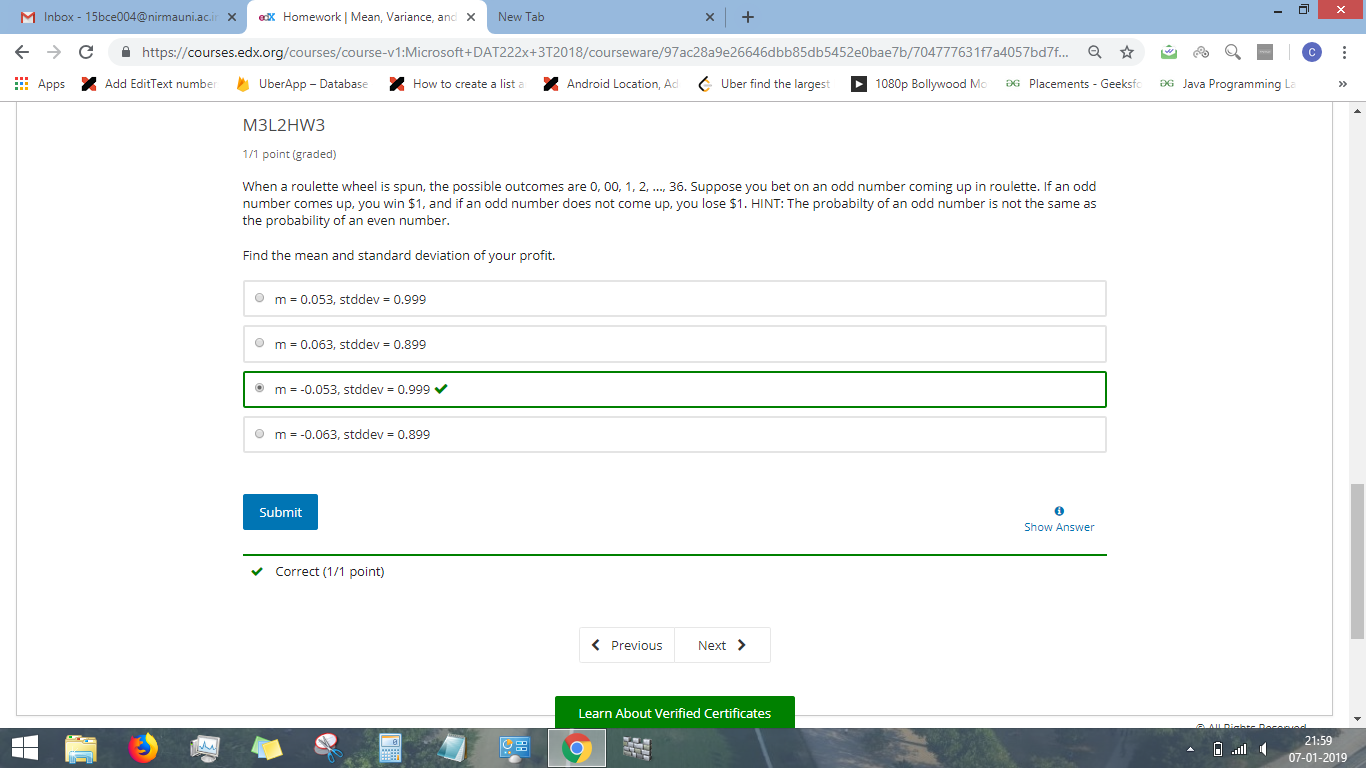 Inbox - 15bce004@nirmauni.ac.in
edX Homework | Mean, Variance, and
New Tab
https://courses.edx.org/courses/course-v1:Microsoft+DAT222x+3T2018/courseware/97ac28a9e26646dbb85db5452e0bae7b/704777631f7a4057bd7f...
C
Apps
Add EditText number
UberApp – Database
How to create a list a
Android Location, Ad
Uber find the largest
1080p Bollywood Mo
Placements - Geeksfo
Java Programming La
»
M3L2HW3
1/1 point (graded)
When a roulette wheel is spun, the possible outcomes are 0, 00, 1, 2, ..., 36. Suppose you bet on an odd number coming up in roulette. If an odd
number comes up, you win $1, and if an odd number does not come up, you lose $1. HINT: The probabilty of an odd number is not the same as
the probability of an even number.
Find the mean and standard deviation of your profit.
m = 0.053, stddev = 0.999
m = 0.063, stddev = 0.899
m = -0.053, stddev = 0.999
m = -0.063, stddev = 0.899
Submit
Show Answer
Correct (1/1 point)
Previous
Next
Learn About Verified Certificates
© All Rights Reserved
21:59
07-01-2019